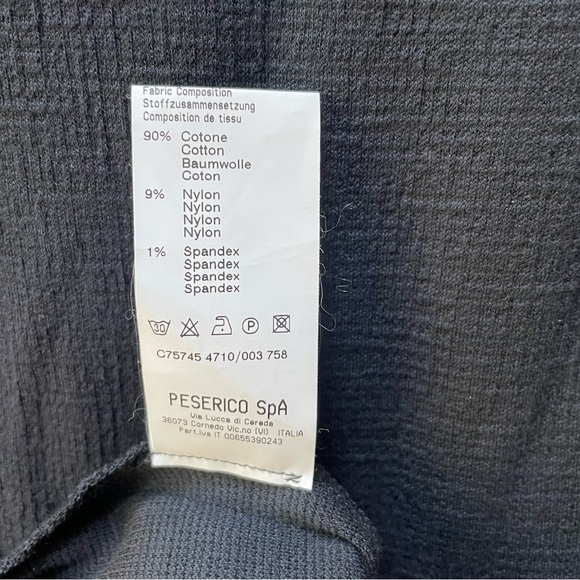 Fabric Composition
Stoffzusammensetzung
Composition de tissu
90% Cotone
Cotton
Baumwolle
Coton
9% Nylon
Nylon
Nylon
Nylon
1% Spandex
Spandex
Spandex
Spandex
30 P
C75745 4710/003 758
PESERICO SpA
Via Lucca di Cereda
36073 Cornedo Vic.no (VI) ITALIA
Part.iva IT 00655390243